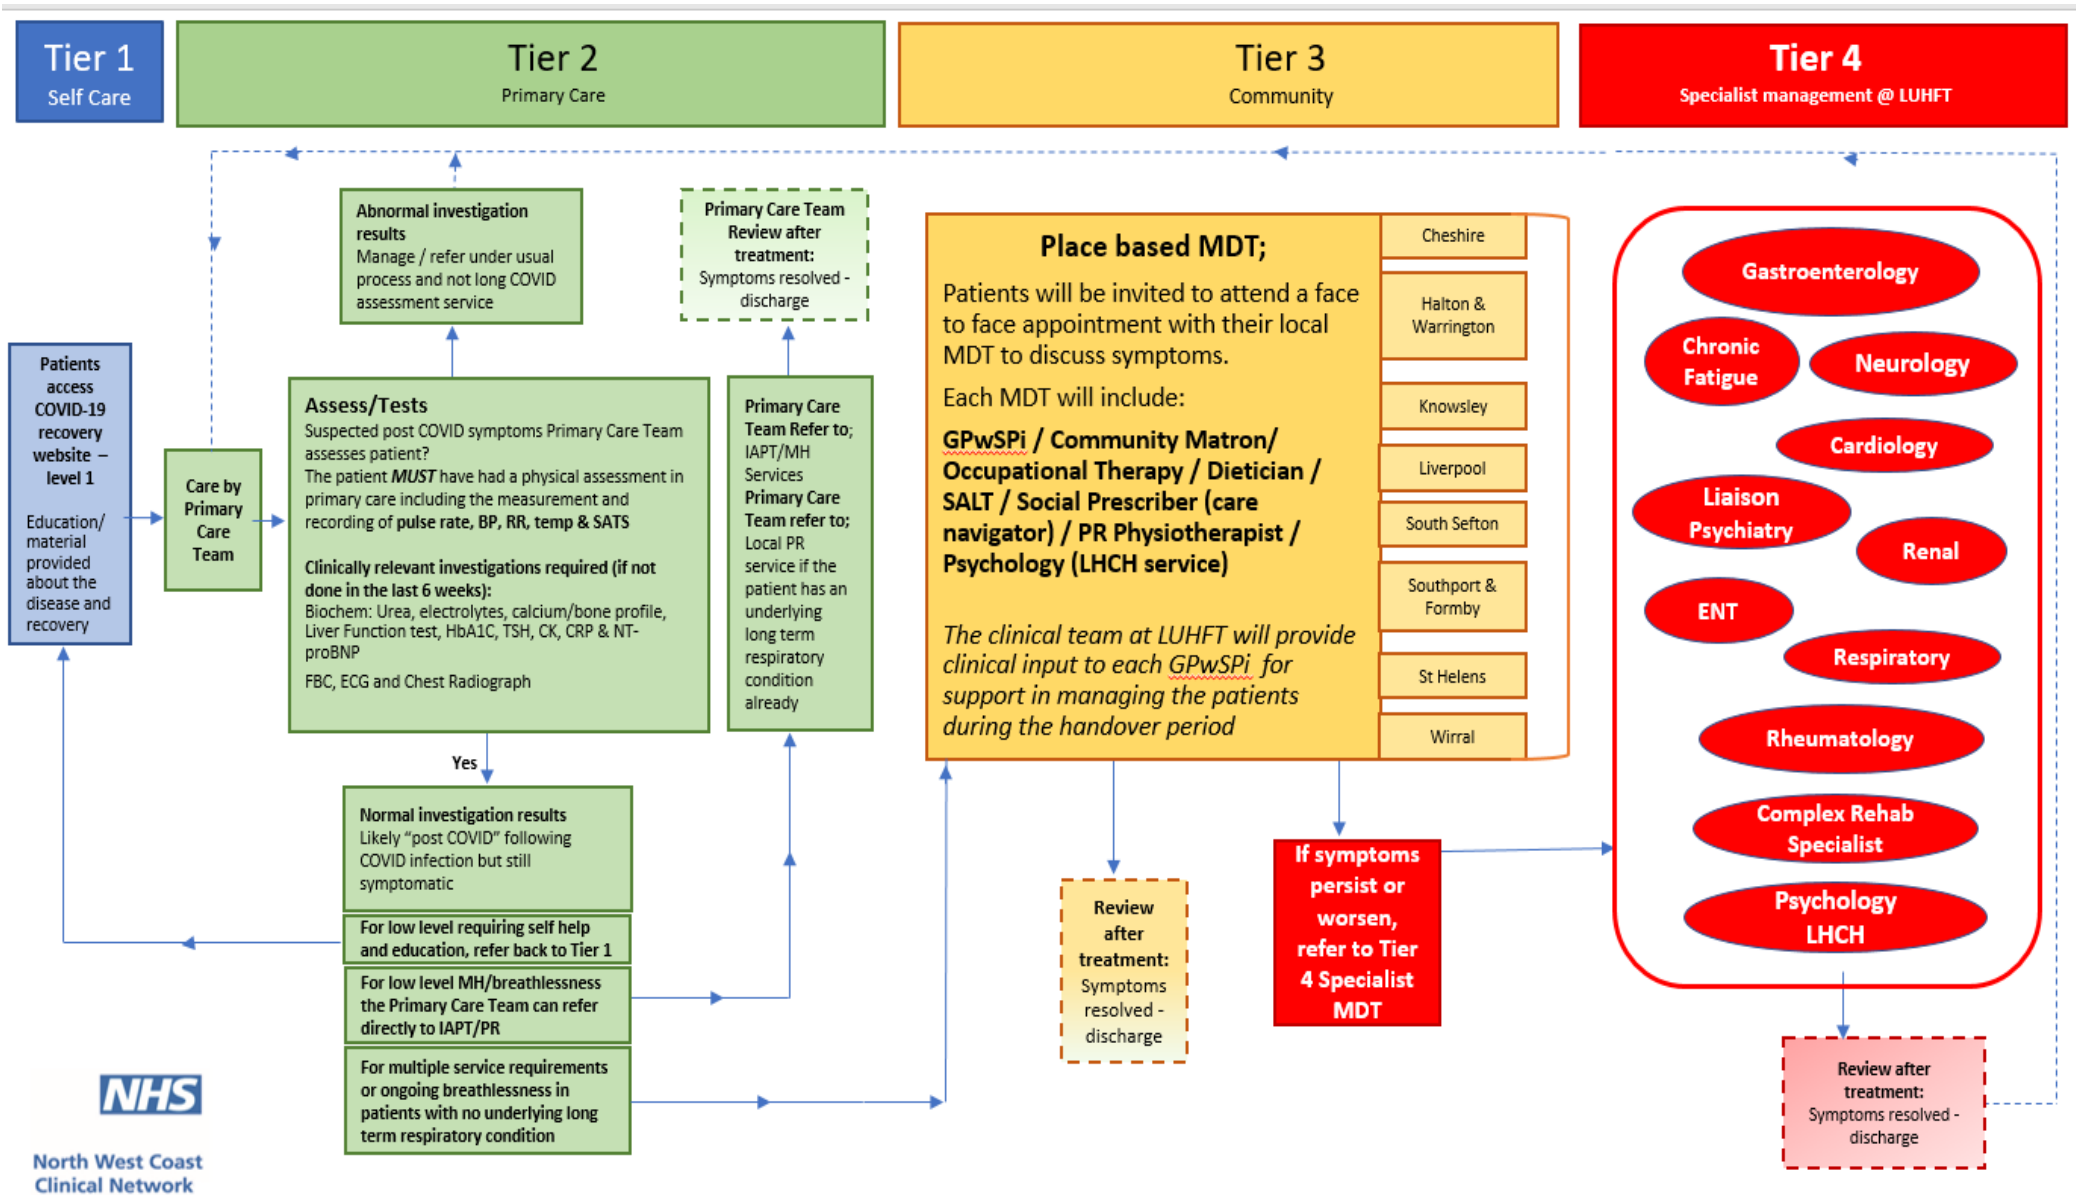 Tier 1
Self Care
Tier 2
Primary Care
Tier 3
Community
Tier 4
Specialist management @ LUHFT
Patients
access
COVID-19
recovery
website –
level 1
Education/
material
provided
about the
disease and
recovery
Care by
Primary
Care
Team
Abnormal investigation
results
Manage / refer under usual
process and not long COVID
assessment service
Assess/Tests
Suspected post COVID symptoms Primary Care Team
assesses patient?
The patient MUST have had a physical assessment in
primary care including the measurement and
recording of pulse rate, BP, RR, temp & SATS
Clinically relevant investigations required (if not
done in the last 6 weeks):
Biochem: Urea, electrolytes, calcium/bone profile,
Liver Function test, HbA1C, TSH, CK, CRP & NT-
proBNP
FBC, ECG and Chest Radiograph
Yes
Normal investigation results
Likely “post COVID” following
COVID infection but still
symptomatic
For low level requiring self help
and education, refer back to Tier 1
For low level MH/breathlessness
the Primary Care Team can refer
directly to IAPT/PR
For multiple service requirements
or ongoing breathlessness in
patients with no underlying long
term respiratory condition
Primary Care Team
Review after
treatment:
Symptoms resolved -
discharge
Primary Care
Team Refer to;
IAPT/MH
Services
Primary Care
Team refer to;
Local PR
service if the
patient has an
underlying
long term
respiratory
condition
already
Place based MDT;
Patients will be invited to attend a face
to face appointment with their local
MDT to discuss symptoms.
Each MDT will include:
GPwSPi / Community Matron/
Occupational Therapy / Dietician /
SALT / Social Prescriber (care
navigator) / PR Physiotherapist /
Psychology (LHCH service)
The clinical team at LUHFT will provide
clinical input to each GPwSPi for
support in managing the patients
during the handover period
Cheshire
Halton &
Warrington
Knowsley
Liverpool
South Sefton
Southport &
Formby
St Helens
Wirral
Review
after
treatment:
Symptoms
resolved -
discharge
If symptoms
persist or
worsen,
refer to Tier
4 Specialist
MDT
Gastroenterology
Chronic
Fatigue
Neurology
Cardiology
Liaison
Psychiatry
Renal
ENT
Respiratory
Rheumatology
Complex Rehab
Specialist
Psychology
LHCH
Review after
treatment:
Symptoms resolved -
discharge
NHS
North West Coast
Clinical Network